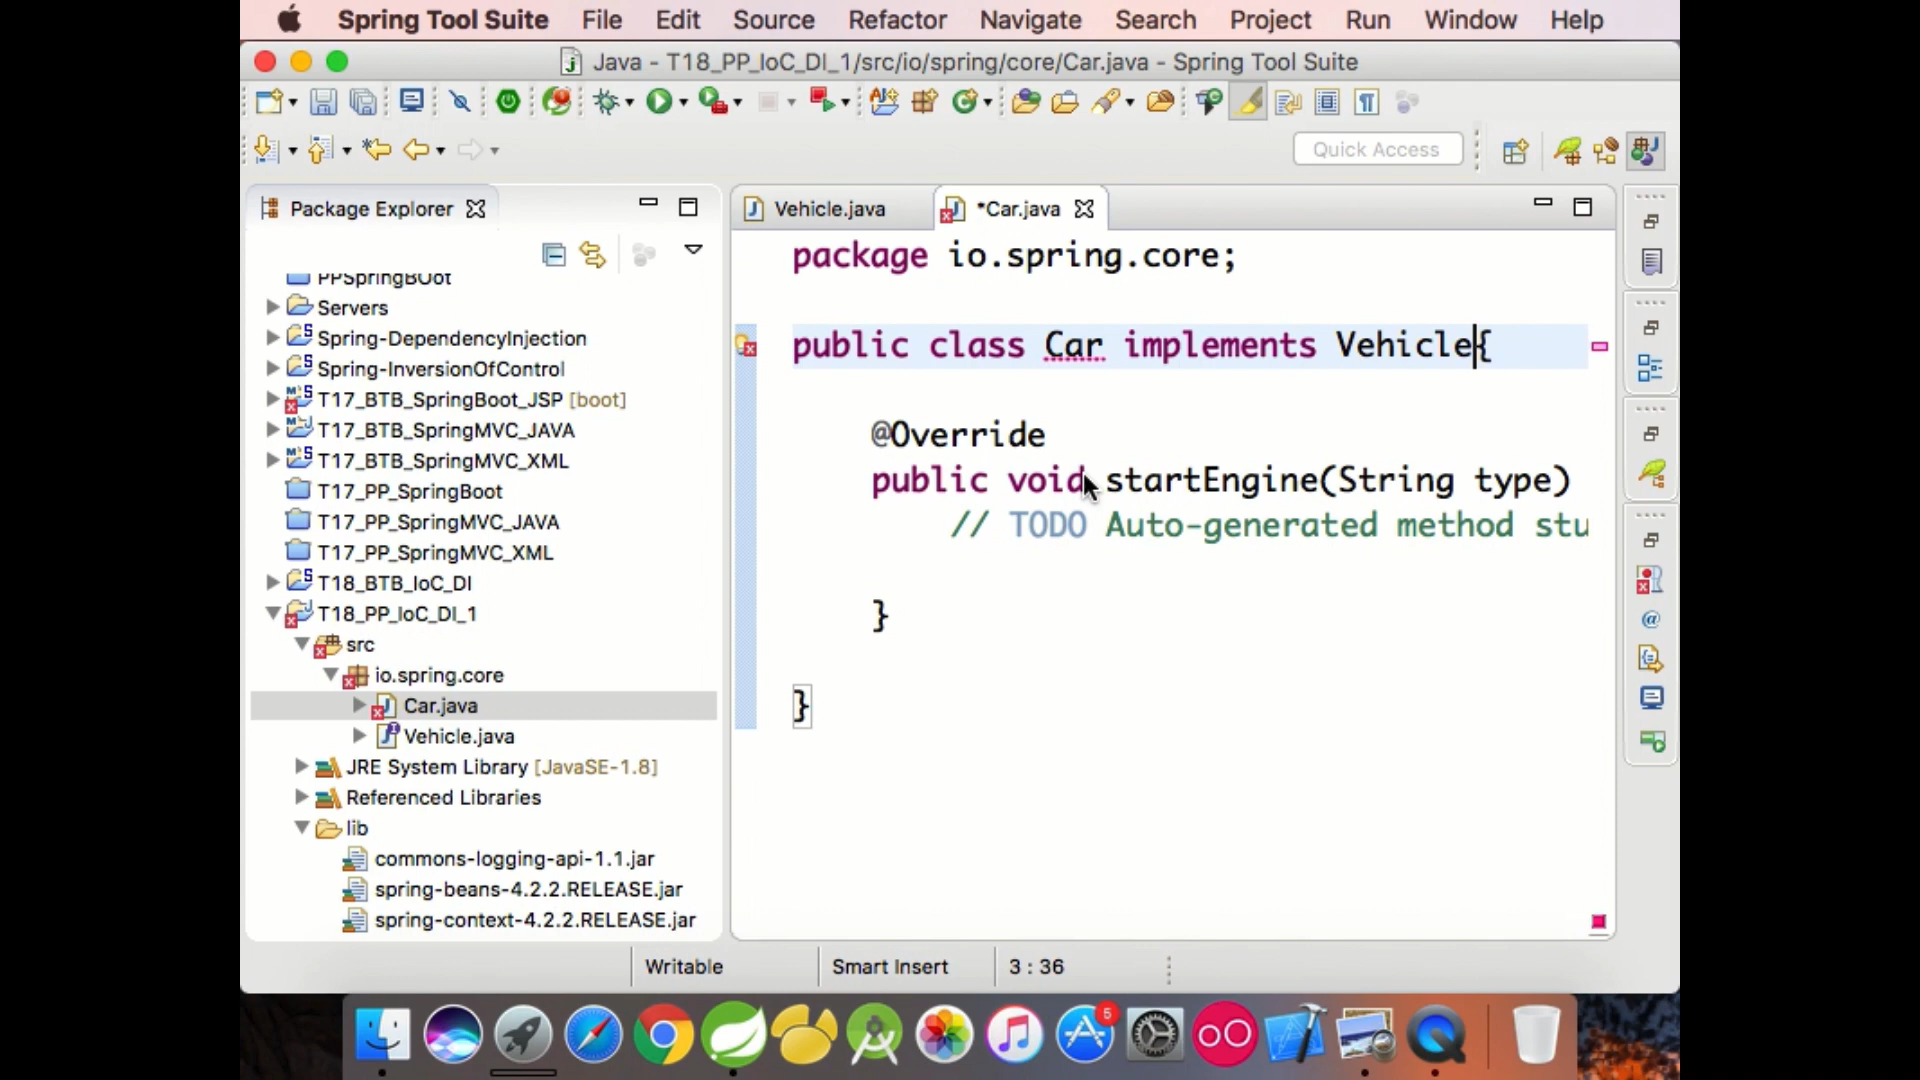 Spring Tool Suite File Edit Source Refactor Navigate Search Project Run Window Help
Java - T18_PP_IoC_DI_1/src/io/spring/core/Car.java - Spring Tool Suite
Quick Access
Package Explorer
Vehicle.java
*Car.java
PPSpringBOot
Servers
Spring-DependencyInjection
Spring-InversionOfControl
T17_BTB_SpringBoot_JSP [boot]
T17_BTB_SpringMVC_JAVA
T17_BTB_SpringMVC_XML
T17_PP_SpringBoot
T17_PP_SpringMVC_JAVA
T17_PP_SpringMVC_XML
T18_BTB_IoC_DI
T18_PP_IoC_DI_1
src
io.spring.core
Car.java
Vehicle.java
JRE System Library [JavaSE-1.8]
Referenced Libraries
lib
commons-logging-api-1.1.jar
spring-beans-4.2.2.RELEASE.jar
spring-context-4.2.2.RELEASE.jar
package io.spring.core;
public class Car implements Vehicle{
@Override
public void startEngine(String type)
// TODO Auto-generated method stu
}
}
Writable
Smart Insert
3 : 36
5